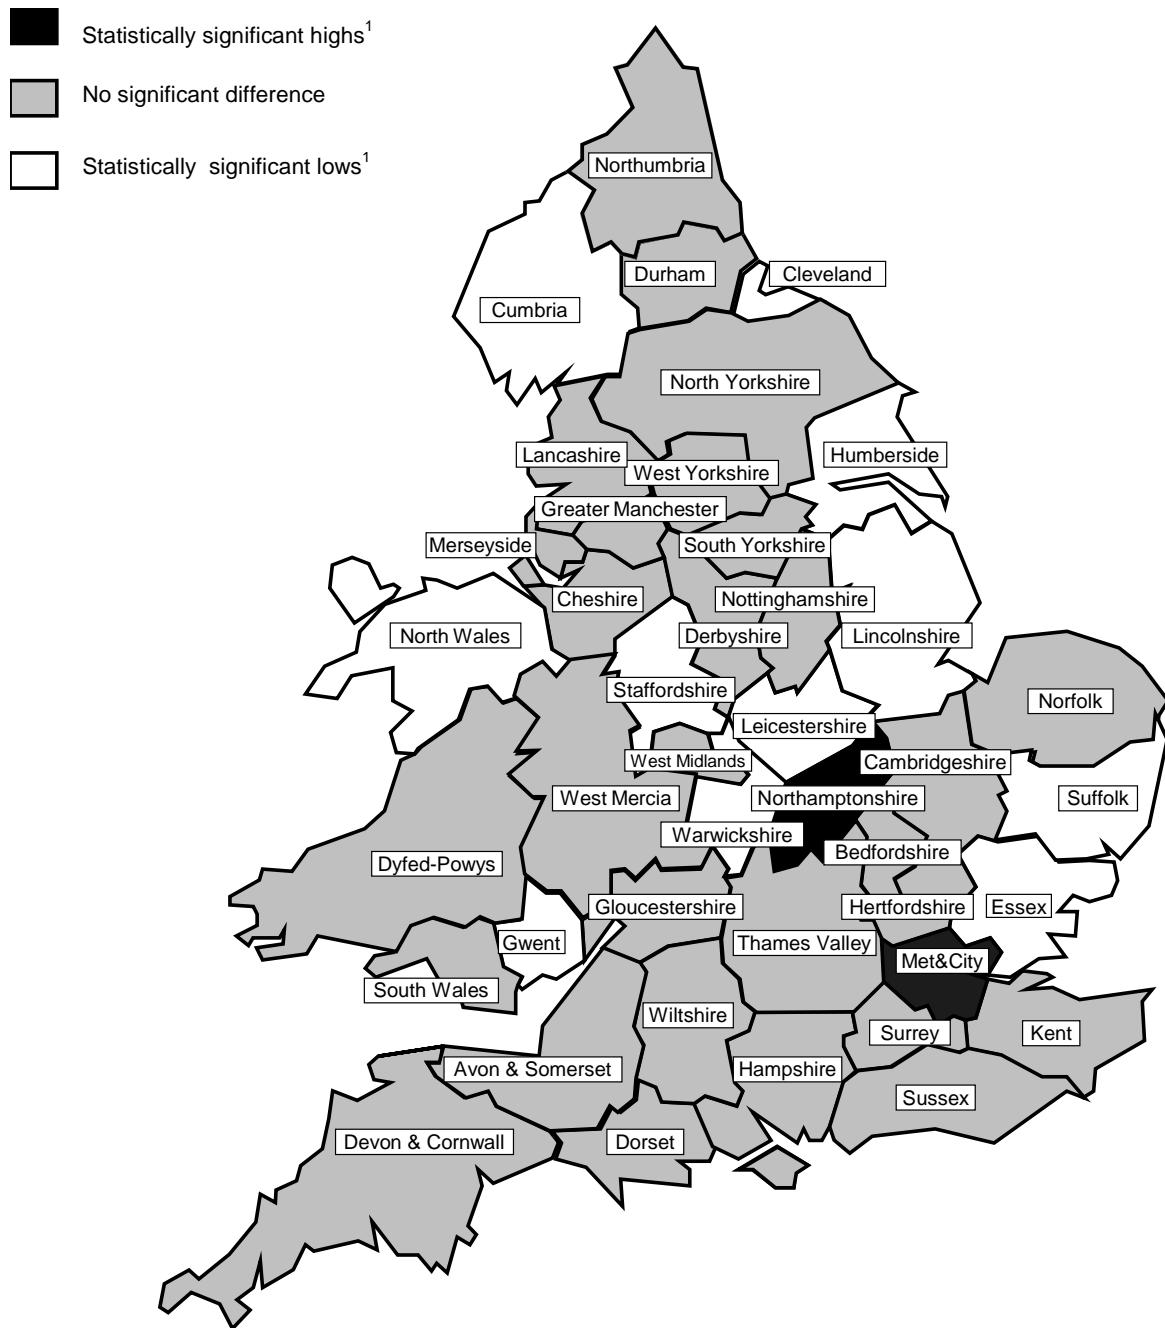 Statistically significant highs1
No significant difference
Statistically significant lows1
Northumbria
Durham
Cleveland
Cumbria
North Yorkshire
Lancashire
Humberside
West Yorkshire
Greater Manchester
Merseyside
South Yorkshire
Cheshire
Nottinghamshire
North Wales
Derbyshire
Lincolnshire
Staffordshire
Norfolk
Leicestershire
West Midlands
Cambridgeshire
West Mercia
Northamptonshire
Suffolk
Warwickshire
Bedfordshire
Dyfed-Powys
Gloucestershire
Hertfordshire
Essex
Gwent
Thames Valley
Met&City
South Wales
Wiltshire
Surrey
Kent
Avon & Somerset
Hampshire
Sussex
Devon & Cornwall
Dorset